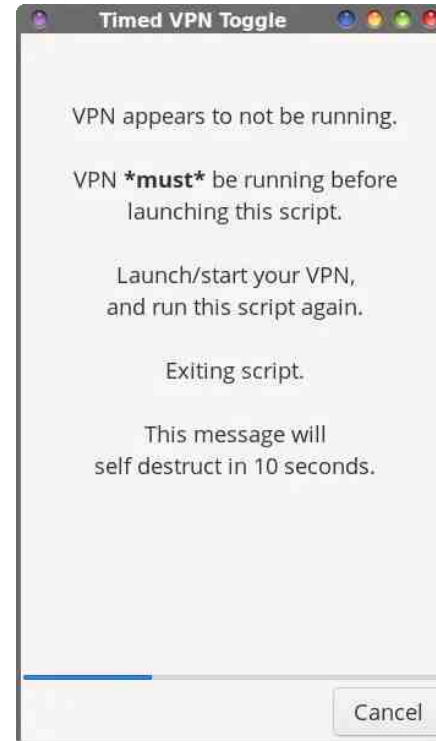 Timed VPN Toggle
VPN appears to not be running.
VPN *must* be running before
launching this script.
Launch/start your VPN,
and run this script again.
Exiting script.
This message will
self destruct in 10 seconds.
Cancel